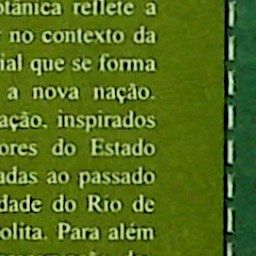 otânica reflete a
no contexto da
ial que se forma
a nova nação.
ação, inspirados
ores do Estado
adas ao passado
dade do Rio de
olita. Para além